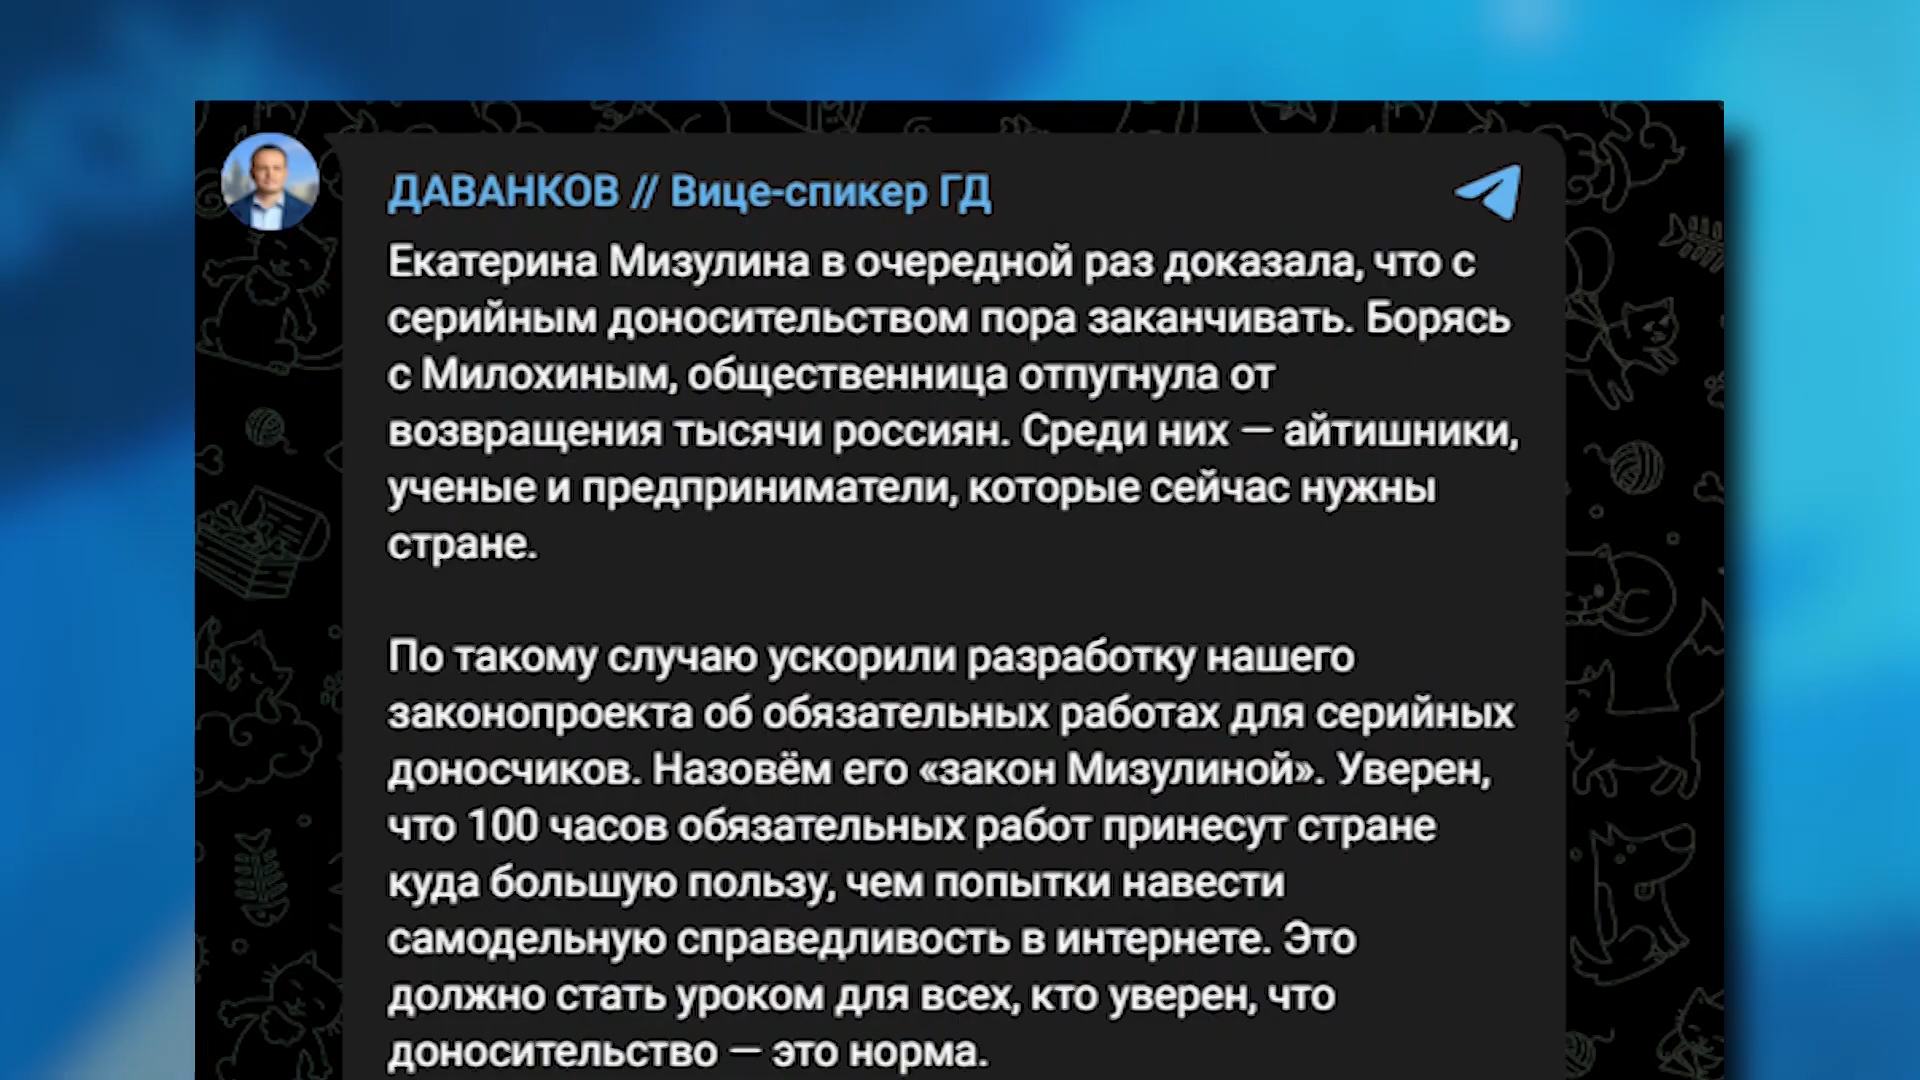 ДАВАНКОВ // Вице-спикер ГД
Екатерина Мизулина в очередной раз доказала, что с
серийным доносительством пора заканчивать. Борясь
с Милохиным, общественница отпугнула от
возвращения тысячи россиян. Среди них — айтишники,
ученые и предприниматели, которые сейчас нужны
стране.
По такому случаю ускорили разработку нашего
законопроекта об обязательных работах для серийных
доносчиков. Назовём его «закон Мизулиной». Уверен,
что 100 часов обязательных работ принесут стране
куда большую пользу, чем попытки навести
самодельную справедливость в интернете. Это
должно стать уроком для всех, кто уверен, что
доносительство — это норма.